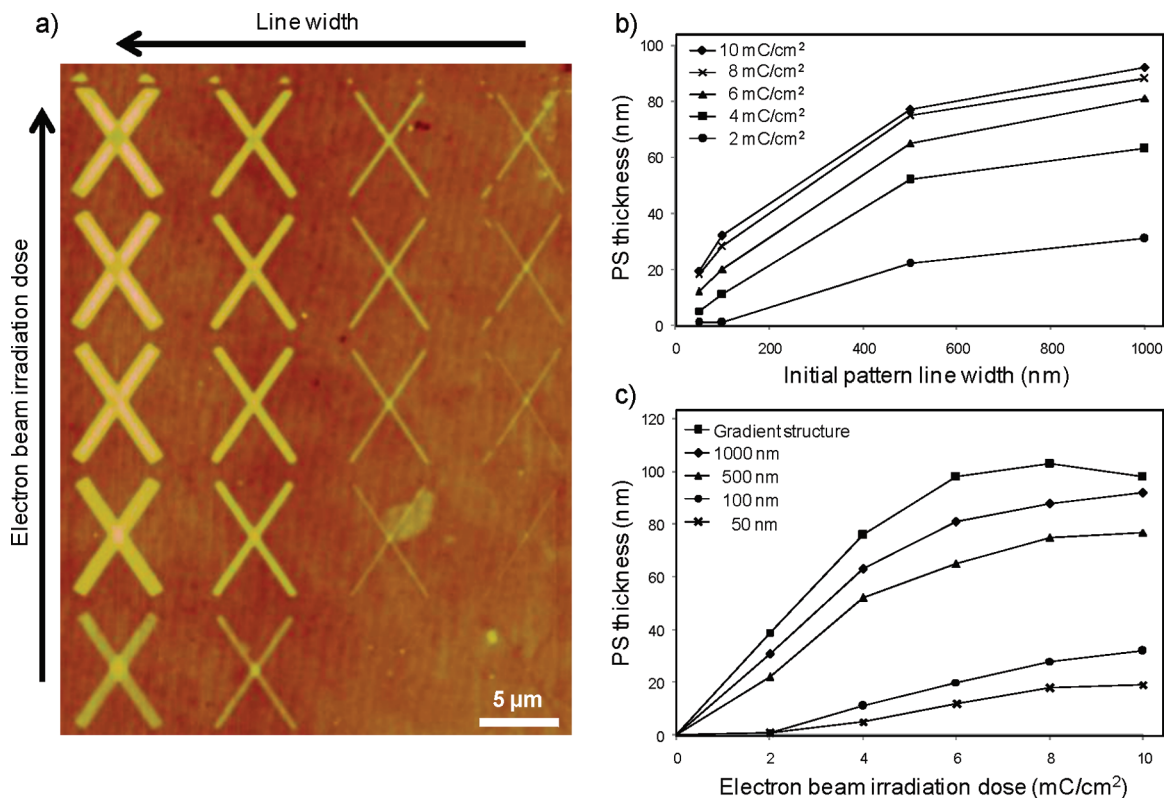 a)
Line width
Electron beam irradiation dose
5 µm
b)
PS thickness (nm)
100
80
60
40
20
0
10 mC/cm²
8 mC/cm²
6 mC/cm²
4 mC/cm²
2 mC/cm²
0 200 400 600 800 1000
Initial pattern line width (nm)
c)
PS thickness (nm)
120
100
80
60
40
20
0
Gradient structure
1000 nm
500 nm
100 nm
50 nm
0 2 4 6 8 10
Electron beam irradiation dose (mC/cm²)